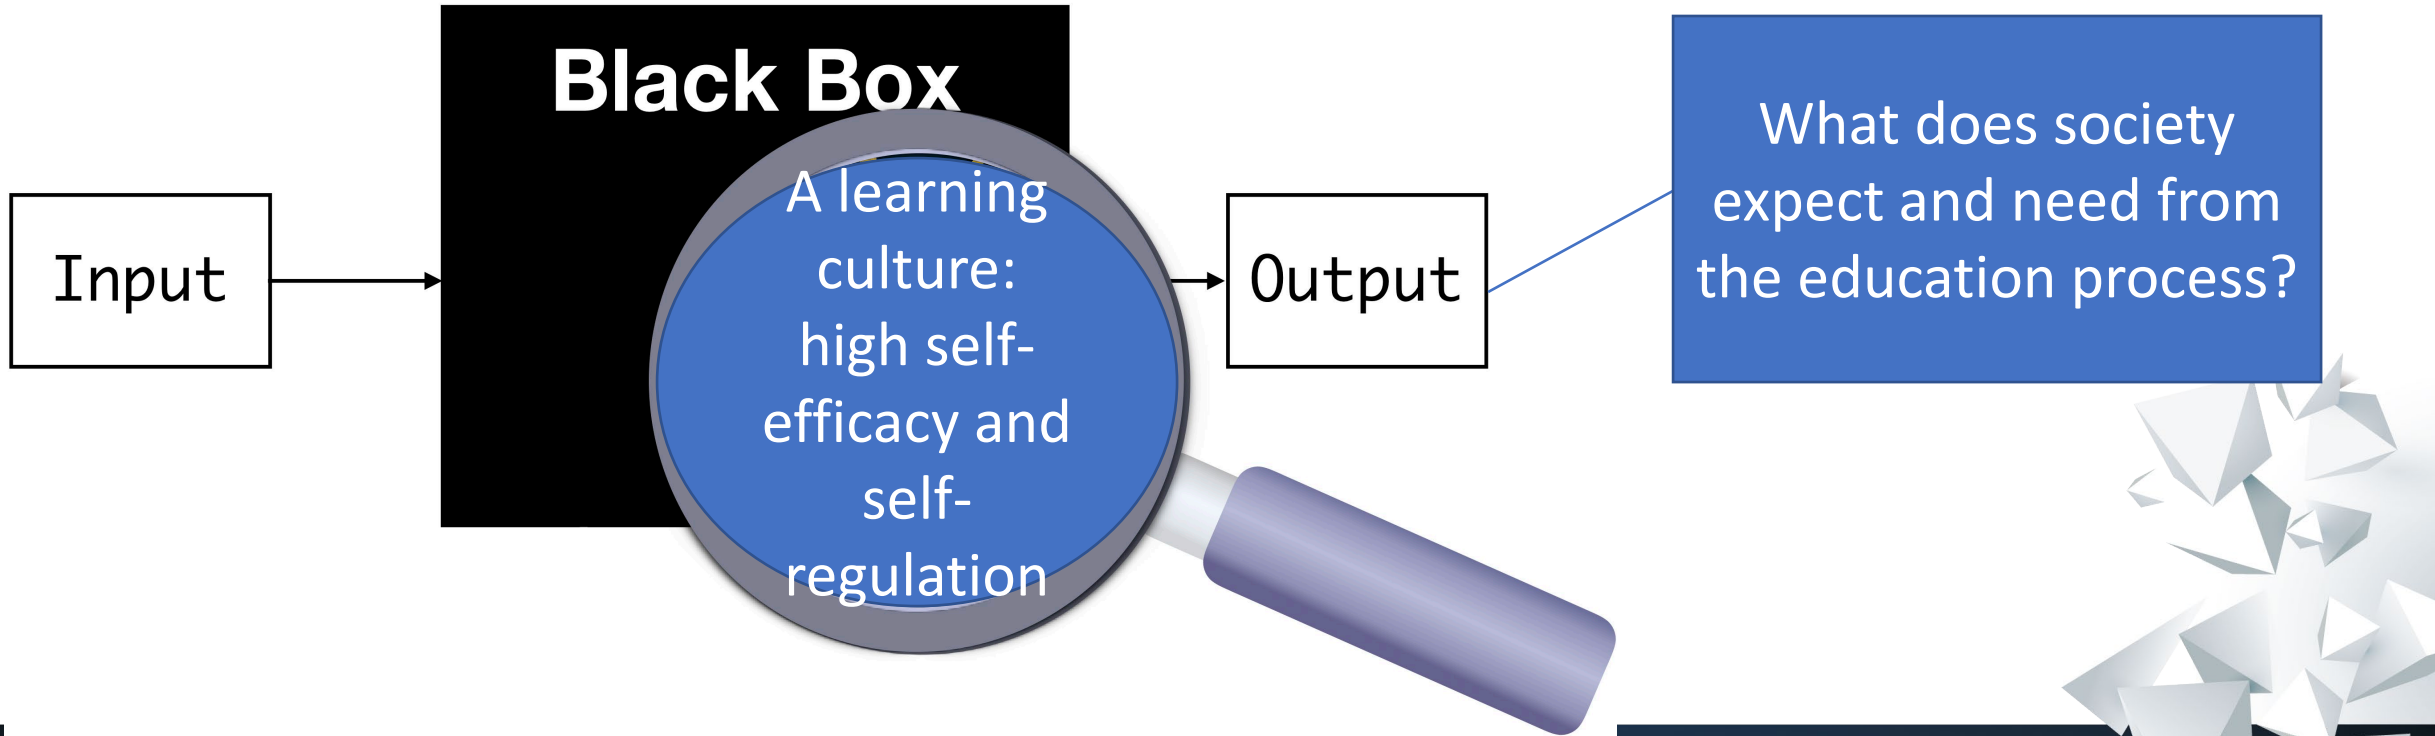 Black Box
Input
A learning
culture:
high self-
efficacy and
self-
regulation
Output
What does society
expect and need from
the education process?